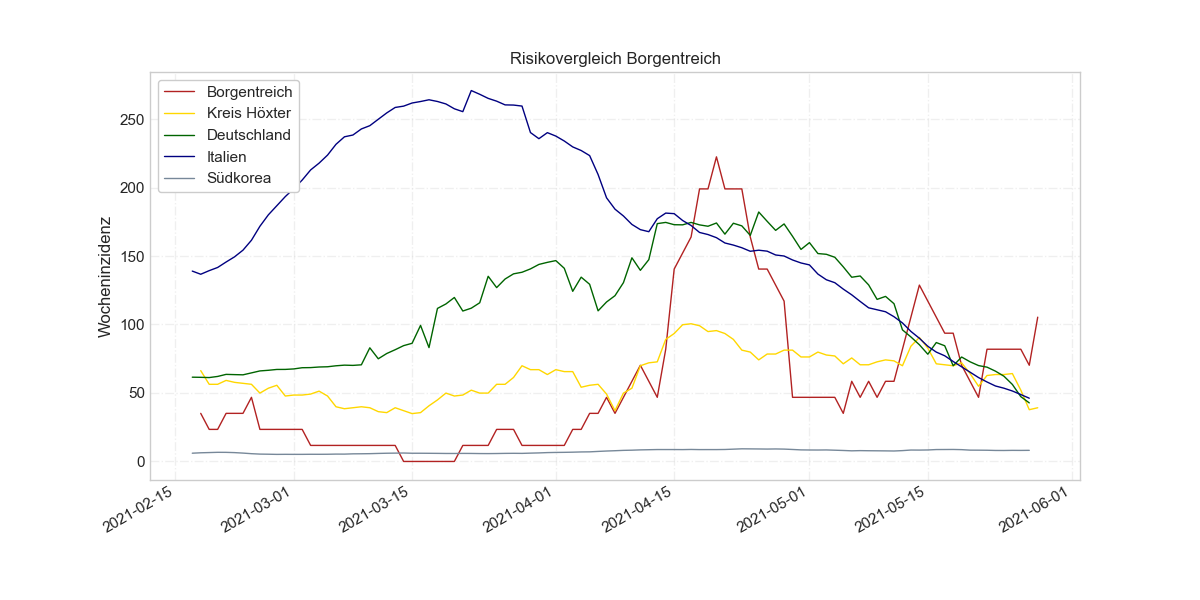 Risikovergleich Borgentreich
Borgentreich
Kreis Höxter
Deutschland
Italien
Südkorea
Wocheninzidenz
250
200
150
100
50
0
2021-02-15
2021-03-01
2021-03-15
2021-04-01
2021-04-15
2021-05-01
2021-05-15
2021-06-01